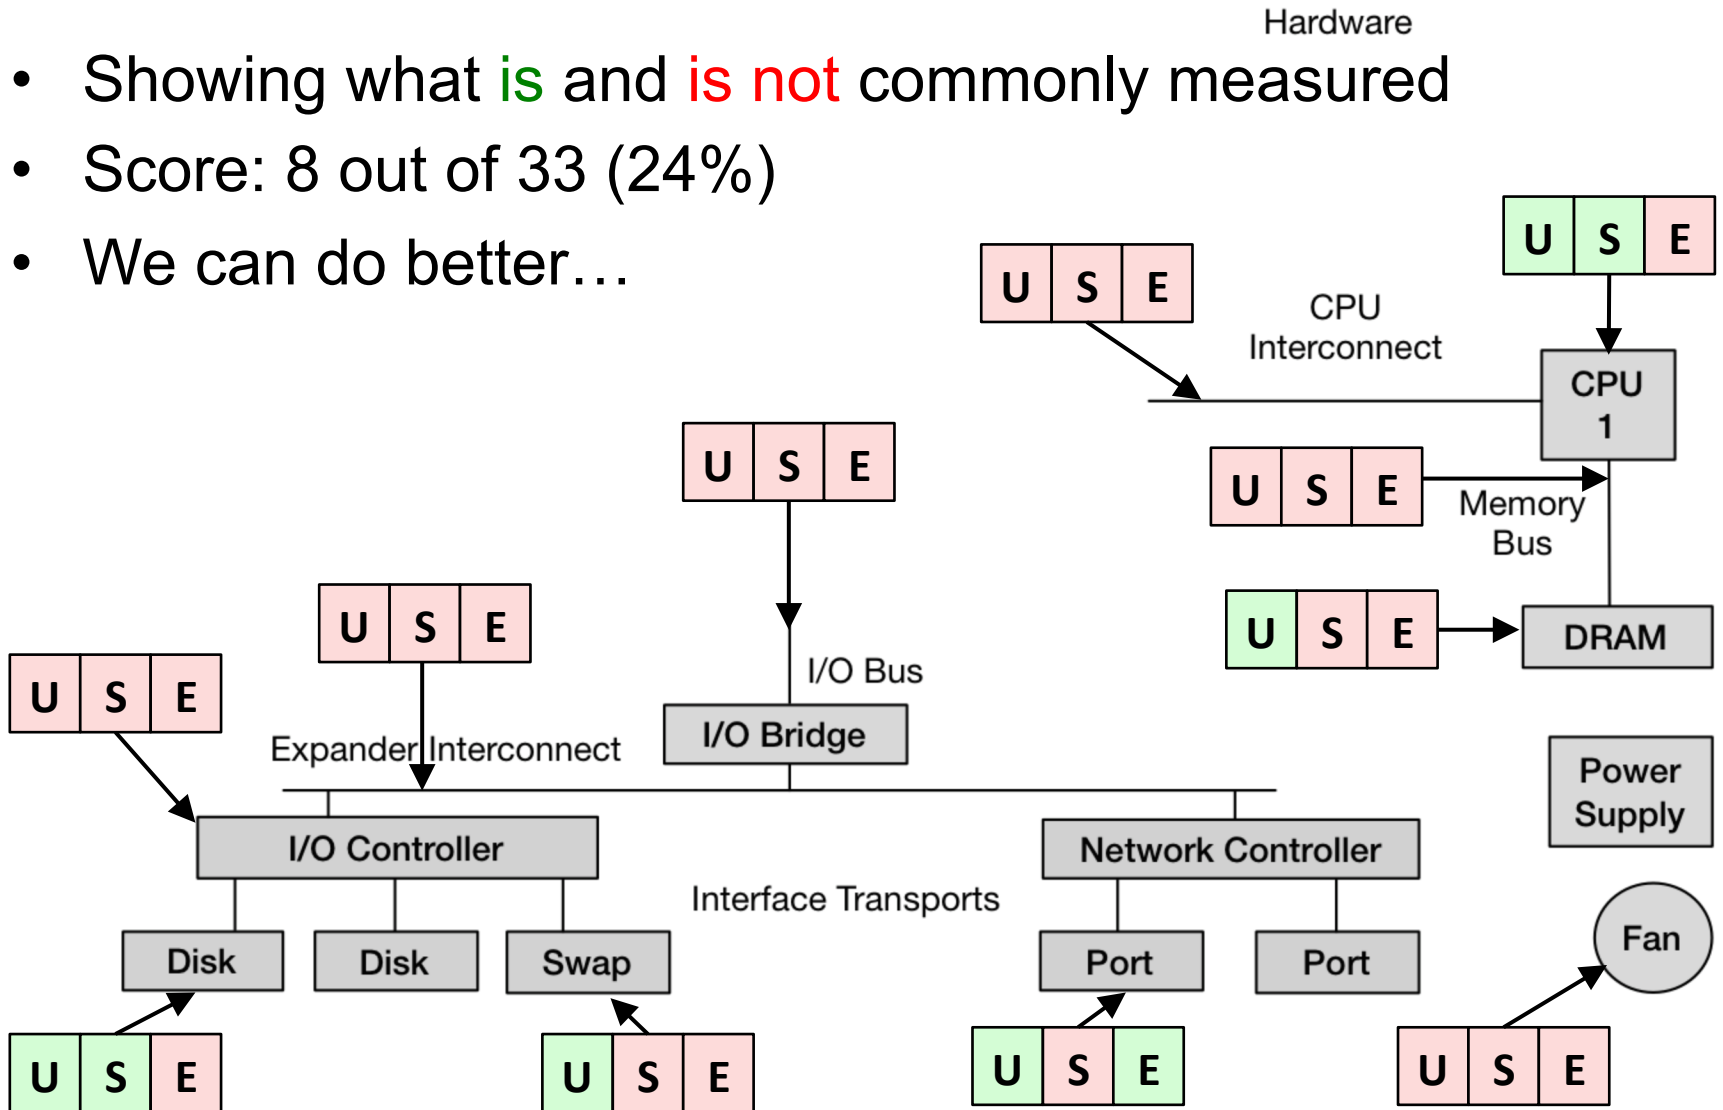 Hardware
• Showing what is and is not commonly measured
• Score: 8 out of 33 (24%)
• We can do better…
U S E
U S E
CPU
Interconnect
CPU
1
U S E
U S E
Memory
Bus
U S E
U S E
DRAM
U S E
I/O Bus
I/O Bridge
Expander Interconnect
Power
Supply
I/O Controller
Network Controller
Interface Transports
Disk
Disk
Swap
Port
Port
Fan
U S E
U S E
U S E
U S E